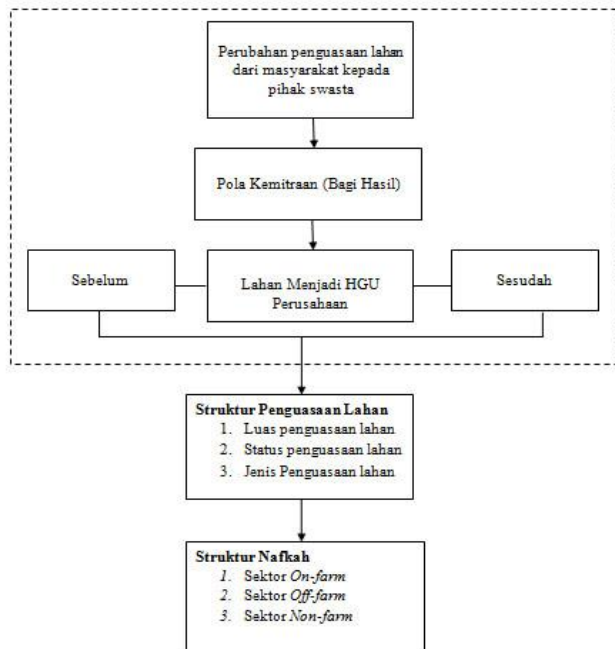 Perubahan penguasaan lahan
dari masyarakat kepada
pihak swasta
Pola Kemitraan (Bagi Hasil)
Sebelum
Lahan Menjadi HGU
Perusahaan
Sesudah
Struktur Penguasaan Lahan
1. Luas penguasaan lahan
2. Status penguasaan lahan
3. Jenis Penguasaan lahan
Struktur Nafkah
1. Sektor On-farm
2. Sektor Off-farm
3. Sektor Non-farm